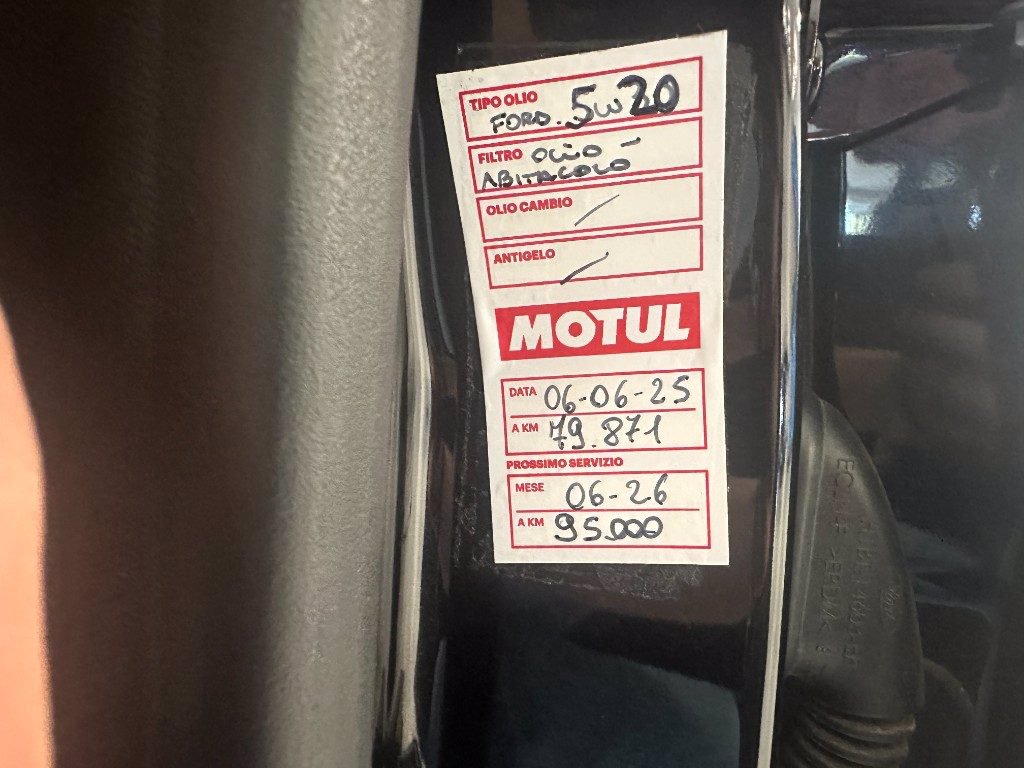 TIPO OLIO
FORD. 5W20
FILTRO OLIO -
ABITACOLO
OLIO CAMBIO /
ANTIGELO /
MOTUL
DATA 06-06-25
A KM 79.871
PROSSIMO SERVIZIO
MESE 06-26
A KM 95.000